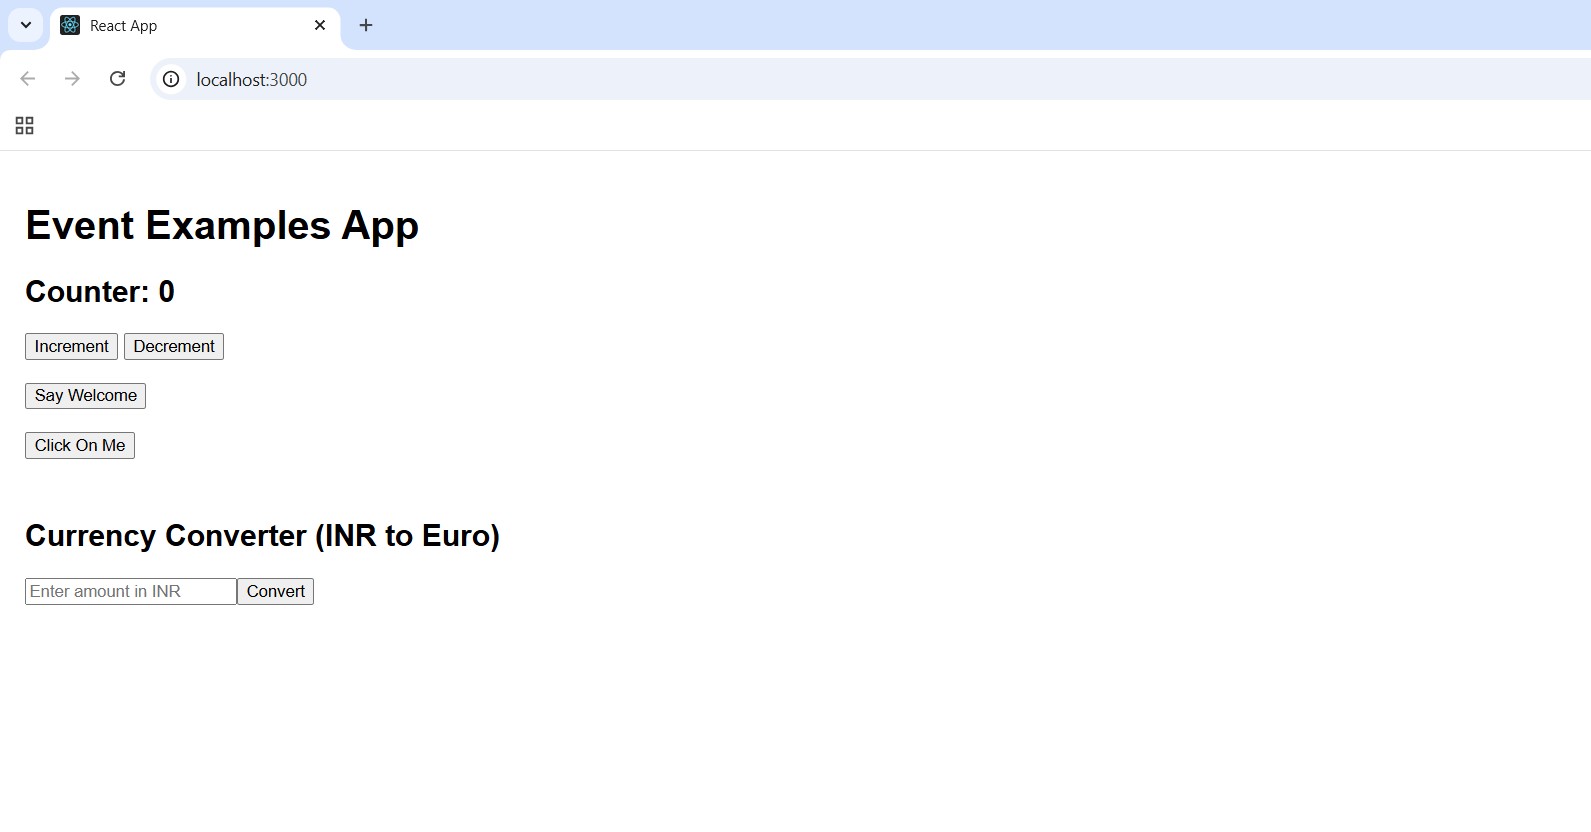 React App
localhost:3000
Event Examples App
Counter: 0
Increment Decrement
Say Welcome
Click On Me
Currency Converter (INR to Euro)
Enter amount in INR Convert